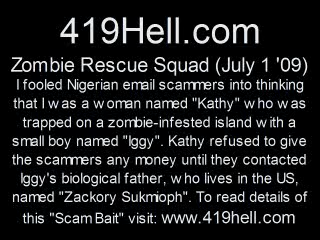 419Hell.com
Zombie Rescue Squad (July 1 '09)
I fooled Nigerian email scammers into thinking
that I was a woman named "Kathy" who was
trapped on a zombie-infested island with a
small boy named "Iggy". Kathy refused to give
the scammers any money until they contacted
Iggy's biological father, who lives in the US,
named "Zackory Sukmioph". To read details of
this "Scam Bait" visit: www.419hell.com